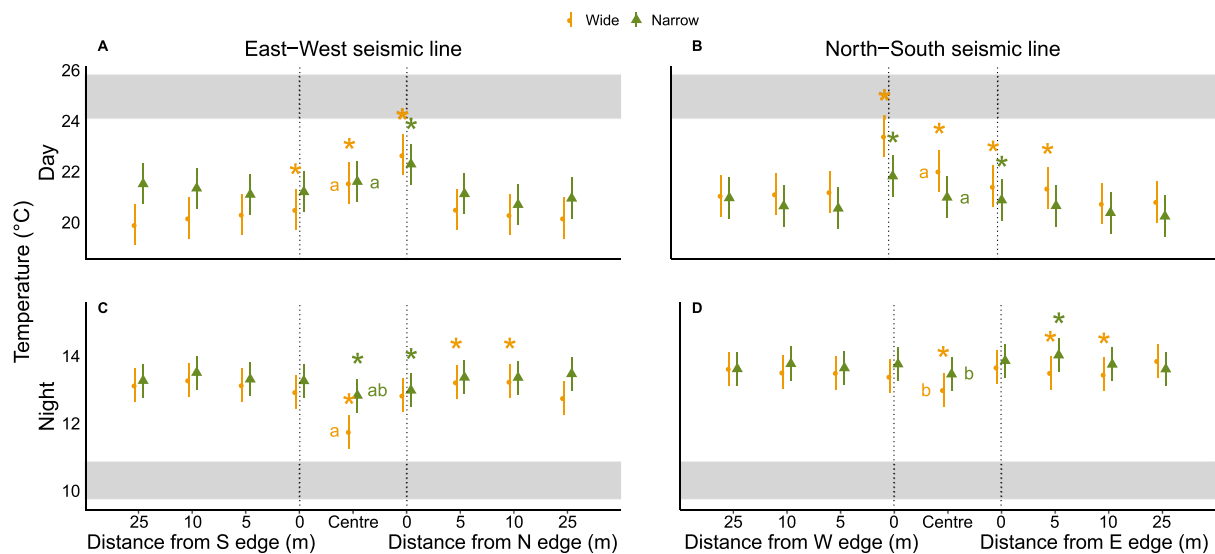 Wide Narrow
A East−West seismic line
B North−South seismic line
Temperature (°C)
Day
26
24
22
20
* * * *
a a
* * * * * *
a a
Night
C
D
14
12
10
* * * * *
a ab
* * * *
b b
25 10 5 0 Centre 0 5 10 25
25 10 5 0 Centre 0 5 10 25
Distance from S edge (m) Distance from N edge (m)
Distance from W edge (m) Distance from E edge (m)